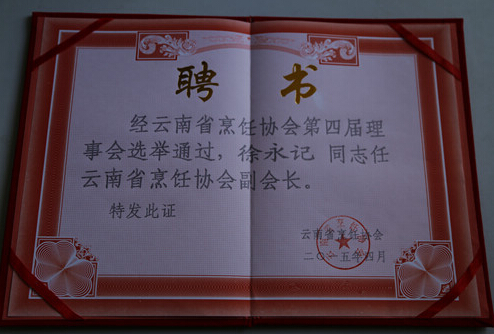 聘书
经云南省烹饪协会第四届理
事会选举通过，徐永记 同志任
云南省烹饪协会副会长。
特发此证
云南省烹饪协会
二〇一五年四月